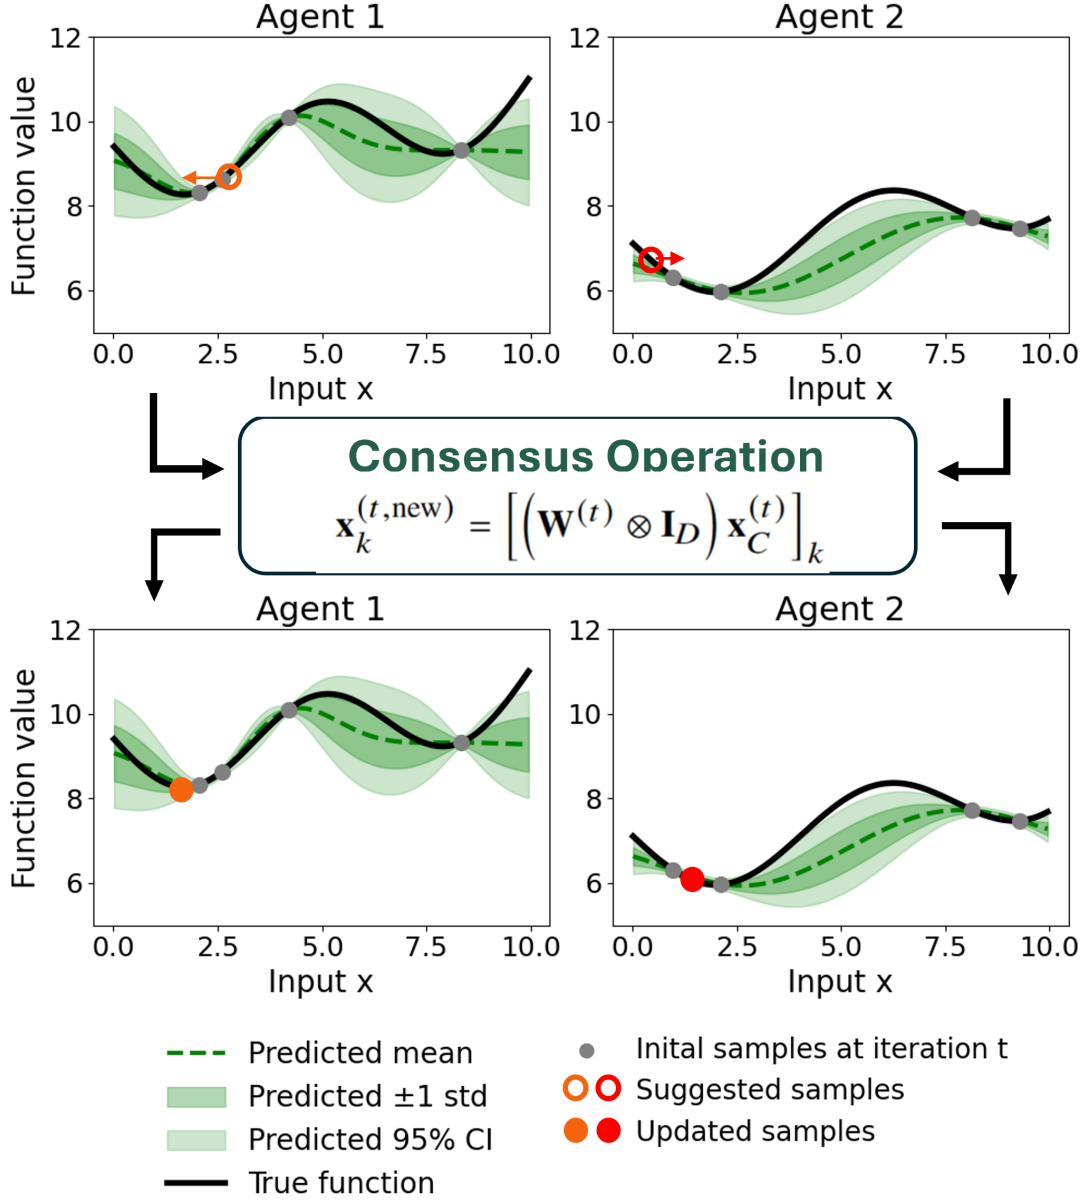 Agent 1
Agent 2
Function value
12
10
8
6
12
10
8
6
0.0 2.5 5.0 7.5 10.0
0.0 2.5 5.0 7.5 10.0
Input x
Input x
Consensus Operation
x_k^{(t,new)} = [(W^{(t)} ⊗ I_D) x_C^{(t)}]_k
Agent 1
Agent 2
Function value
12
10
8
6
12
10
8
6
0.0 2.5 5.0 7.5 10.0
0.0 2.5 5.0 7.5 10.0
Input x
Input x
Predicted mean
Predicted ±1 std
Predicted 95% CI
True function
Inital samples at iteration t
Suggested samples
Updated samples